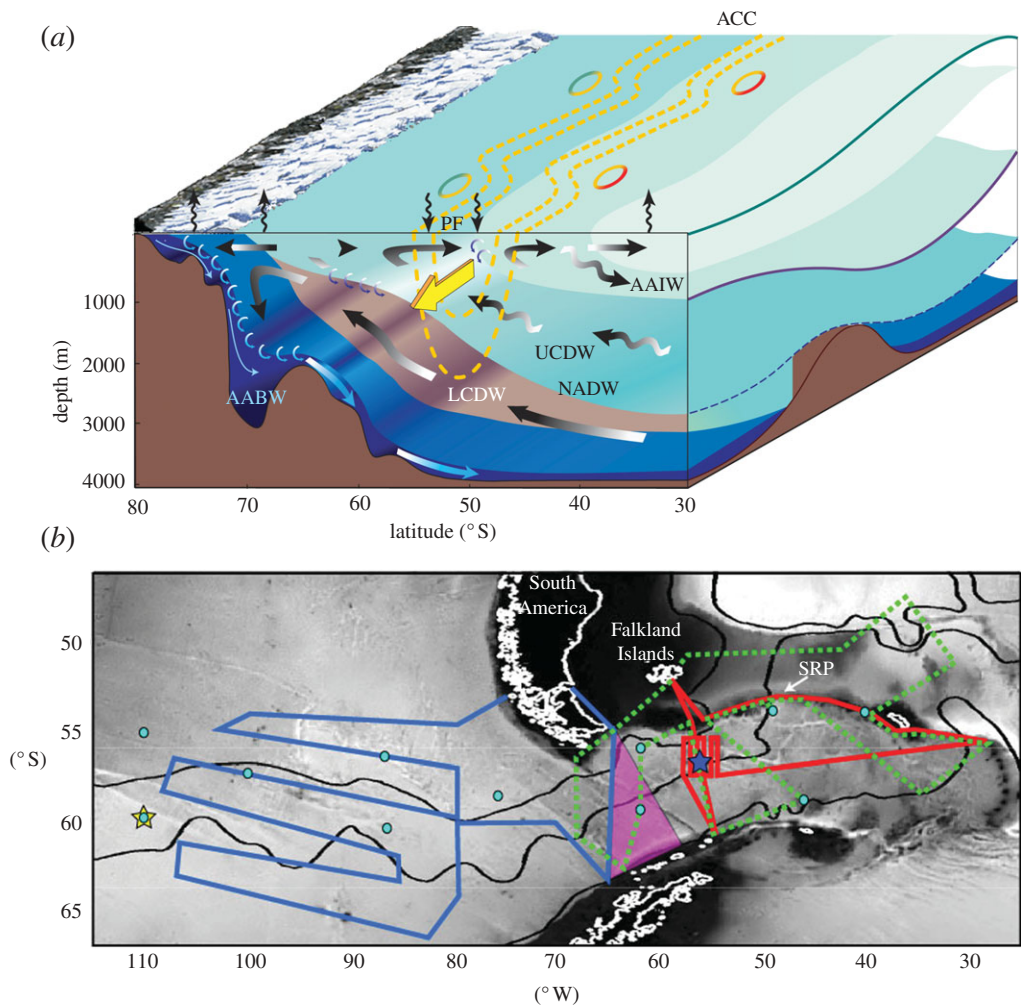 (a)
ACC
PF
AAIW
UCDW
NADW
LCDW
AABW
depth (m)
1000
2000
3000
4000
80 70 60 50 40 30
latitude (°S)
(b)
South
America
Falkland
Islands
SRP
50
55
60
65
(°S)
110 100 90 80 70 60 50 40 30
(°W)